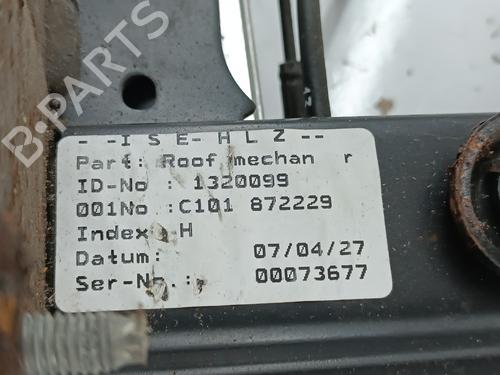 B-PARTS
- -I S E- H L Z --
Part: Roof mechan r
ID-No : 1320099
001No :C101 872229
Index : H
Datum: 07/04/27
Ser-No.: 00073677